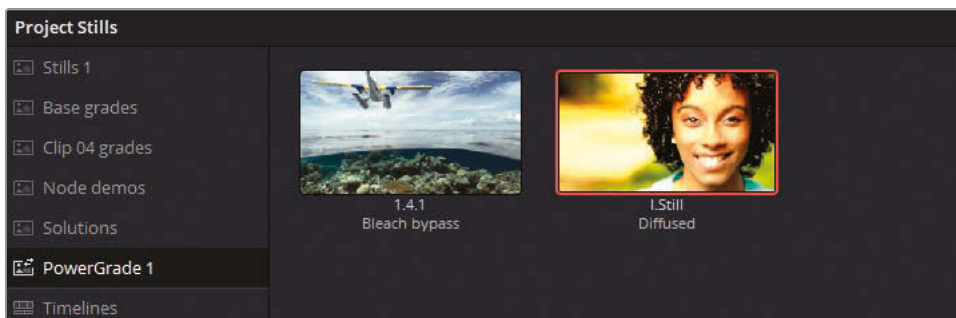 Project Stills
Stills 1
Base grades
Clip 04 grades
Node demos
Solutions
PowerGrade 1
Timelines
1.4.1
Bleach bypass
I.Still
Diffused